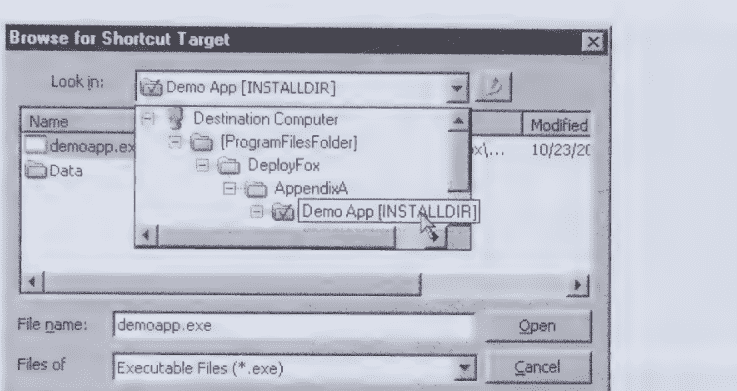 Browse for Shortcut Target
Look in:
Demo App [INSTALLDIR]
Name
Destination Computer
Modified
demoapp.ex
[ProgramFilesFolder]
x\...
10/23/20
Data
DeployFox
AppendixA
Demo App [INSTALLDIR]
File name:
demoapp.exe
Open
Files of
Executable Files (*.exe)
Cancel